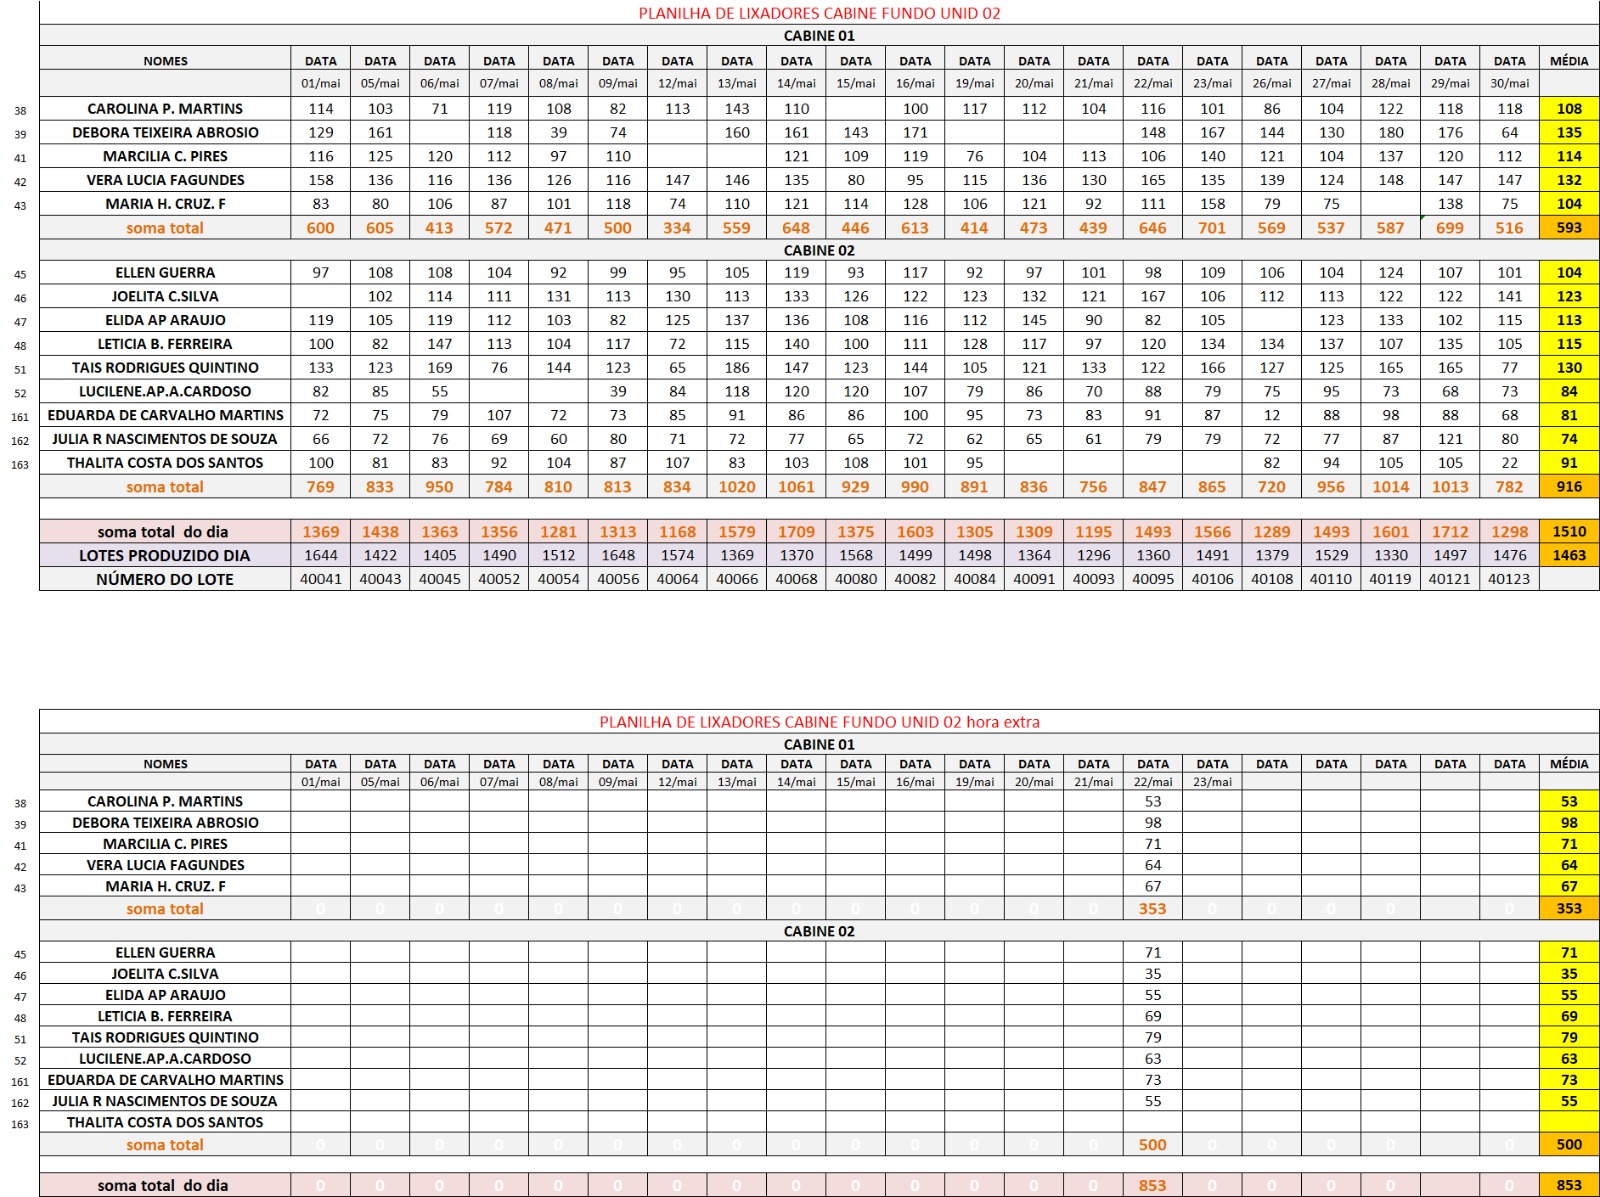 PLANILHA DE LIXADORES CABINE FUNDO UNID 02
CABINE 01
NOMES DATA DATA DATA DATA DATA DATA DATA DATA DATA DATA DATA DATA DATA DATA DATA DATA DATA DATA DATA DATA DATA MÉDIA
01/mai 05/mai 06/mai 07/mai 08/mai 09/mai 12/mai 13/mai 14/mai 15/mai 16/mai 19/mai 20/mai 21/mai 22/mai 23/mai 26/mai 27/mai 28/mai 29/mai 30/mai
38 CAROLINA P. MARTINS 114 103 71 119 108 82 113 143 110 100 117 112 104 116 101 86 104 122 118 118 108
39 DEBORA TEIXEIRA ABROSIO 129 161 118 39 74 160 161 143 171 148 167 144 130 180 176 64 135
41 MARCILIA C. PIRES 116 125 120 112 97 110 121 109 119 76 104 113 106 140 121 104 137 120 112 114
42 VERA LUCIA FAGUNDES 158 136 116 136 126 116 147 146 135 80 95 115 136 130 165 135 139 124 148 147 147 132
43 MARIA H. CRUZ. F 83 80 106 87 101 118 74 110 121 114 128 106 121 92 111 158 79 75 138 75 104
soma total 600 605 413 572 471 500 334 559 648 446 613 414 473 439 646 701 569 537 587 699 516 593
CABINE 02
45 ELLEN GUERRA 97 108 108 104 92 99 95 105 119 93 117 92 97 101 98 109 106 104 124 107 101 104
46 JOELITA C.SILVA 102 114 111 131 113 130 113 133 126 122 123 132 121 167 106 112 113 122 122 141 123
47 ELIDA AP ARAUJO 119 105 119 112 103 82 125 137 136 108 116 112 145 90 82 105 123 133 102 115 113
48 LETICIA B. FERREIRA 100 82 147 113 104 117 72 115 140 100 111 128 117 97 120 134 134 137 107 135 105 115
51 TAIS RODRIGUES QUINTINO 133 123 169 76 144 123 65 186 147 123 144 105 121 133 122 166 127 125 165 165 77 130
52 LUCILENE.AP.A.CARDOSO 82 85 55 39 84 118 120 120 107 79 86 70 88 79 75 95 73 68 73 84
161 EDUARDA DE CARVALHO MARTINS 72 75 79 107 72 73 85 91 86 86 100 95 73 83 91 87 12 88 98 88 68 81
162 JULIA R NASCIMENTOS DE SOUZA 66 72 76 69 60 80 71 72 77 65 72 62 65 61 79 79 72 77 87 121 80 74
163 THALITA COSTA DOS SANTOS 100 81 83 92 104 87 107 83 103 108 101 95 82 94 105 105 22 91
soma total 769 833 950 784 810 813 834 1020 1061 929 990 891 836 756 847 865 720 956 1014 1013 782 916
soma total do dia 1369 1438 1363 1356 1281 1313 1168 1579 1709 1375 1603 1305 1309 1195 1493 1566 1289 1493 1601 1712 1298 1510
LOTES PRODUZIDO DIA 1644 1422 1405 1490 1512 1648 1574 1369 1370 1568 1499 1498 1364 1296 1360 1491 1379 1529 1330 1497 1476 1463
NÚMERO DO LOTE 40041 40043 40045 40052 40054 40056 40064 40066 40068 40080 40082 40084 40091 40093 40095 40106 40108 40110 40119 40121 40123
PLANILHA DE LIXADORES CABINE FUNDO UNID 02 hora extra
CABINE 01
NOMES DATA DATA DATA DATA DATA DATA DATA DATA DATA DATA DATA DATA DATA DATA DATA DATA DATA DATA DATA DATA DATA MÉDIA
01/mai 05/mai 06/mai 07/mai 08/mai 09/mai 12/mai 13/mai 14/mai 15/mai 16/mai 19/mai 20/mai 21/mai 22/mai 23/mai
38 CAROLINA P. MARTINS 53 53
39 DEBORA TEIXEIRA ABROSIO 98 98
41 MARCILIA C. PIRES 71 71
42 VERA LUCIA FAGUNDES 64 64
43 MARIA H. CRUZ. F 67 67
soma total 0 0 0 0 0 0 0 0 0 0 0 0 0 0 353 0 0 0 0 0 353
CABINE 02
45 ELLEN GUERRA 71 71
46 JOELITA C.SILVA 35 35
47 ELIDA AP ARAUJO 55 55
48 LETICIA B. FERREIRA 69 69
51 TAIS RODRIGUES QUINTINO 79 79
52 LUCILENE.AP.A.CARDOSO 63 63
161 EDUARDA DE CARVALHO MARTINS 73 73
162 JULIA R NASCIMENTOS DE SOUZA 55 55
163 THALITA COSTA DOS SANTOS
soma total 0 0 0 0 0 0 0 0 0 0 0 0 0 0 500 0 0 0 0 0 500
soma total do dia 0 0 0 0 0 0 0 0 0 0 0 0 0 0 853 0 0 0 0 0 853